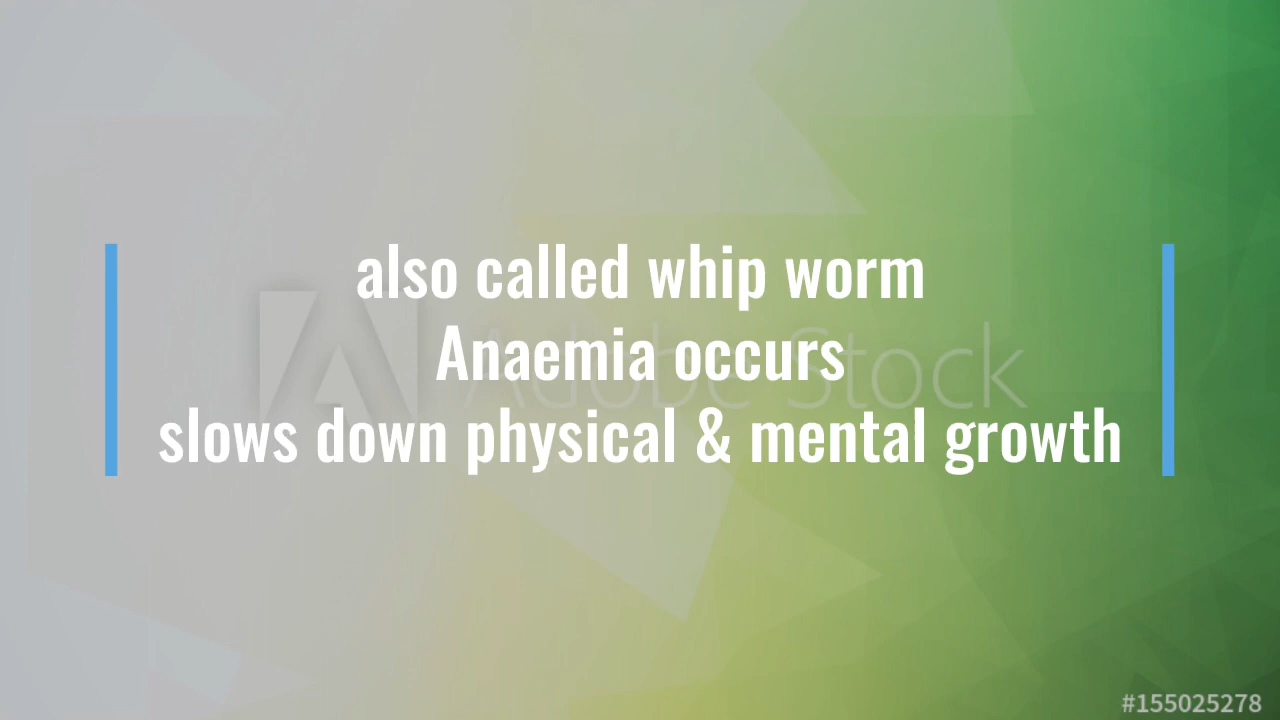 also called whip worm
Anaemia occurs
slows down physical & mental growth
Adobe Stock
#155025278